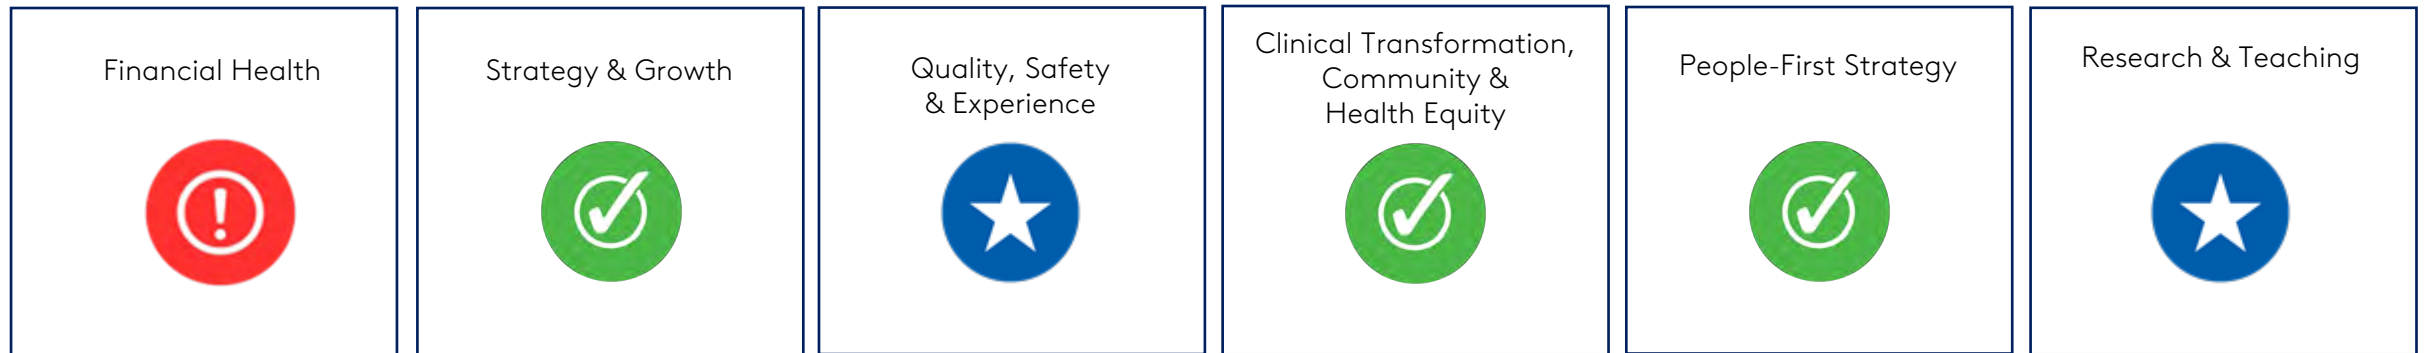 Financial Health
Strategy & Growth
Quality, Safety
& Experience
Clinical Transformation,
Community &
Health Equity
People-First Strategy
Research & Teaching